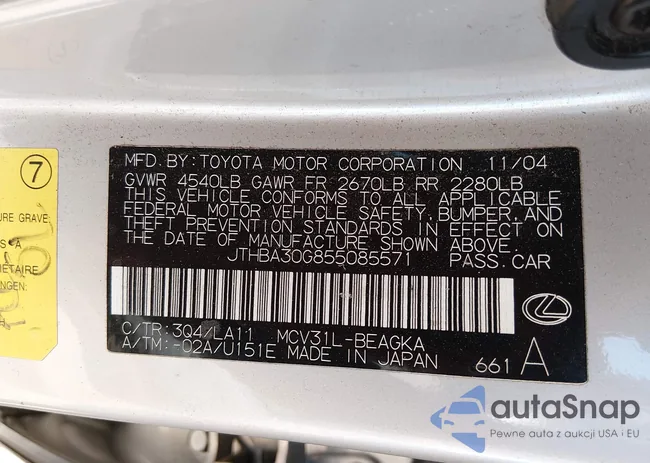 MFD. BY: TOYOTA MOTOR CORPORATION 11/04
GVWR 4540LB GAWR FR 2670LB RR 2280LB
THIS VEHICLE CONFORMS TO ALL APPLICABLE
FEDERAL MOTOR VEHICLE SAFETY, BUMPER, AND
THEFT PREVENTION STANDARDS IN EFFECT ON
THE DATE OF MANUFACTURE SHOWN ABOVE.
JTHBA30G855085571 PASS. CAR
C/TR: 3Q4/LA11 MCV31L-BEAGKA
A/TM: -02A/U151E MADE IN JAPAN 661 A
7
URE GRAVE
S A
ÉTAIRE
NGEN:
autaSnap
Pewne auta z aukcji USA i EU